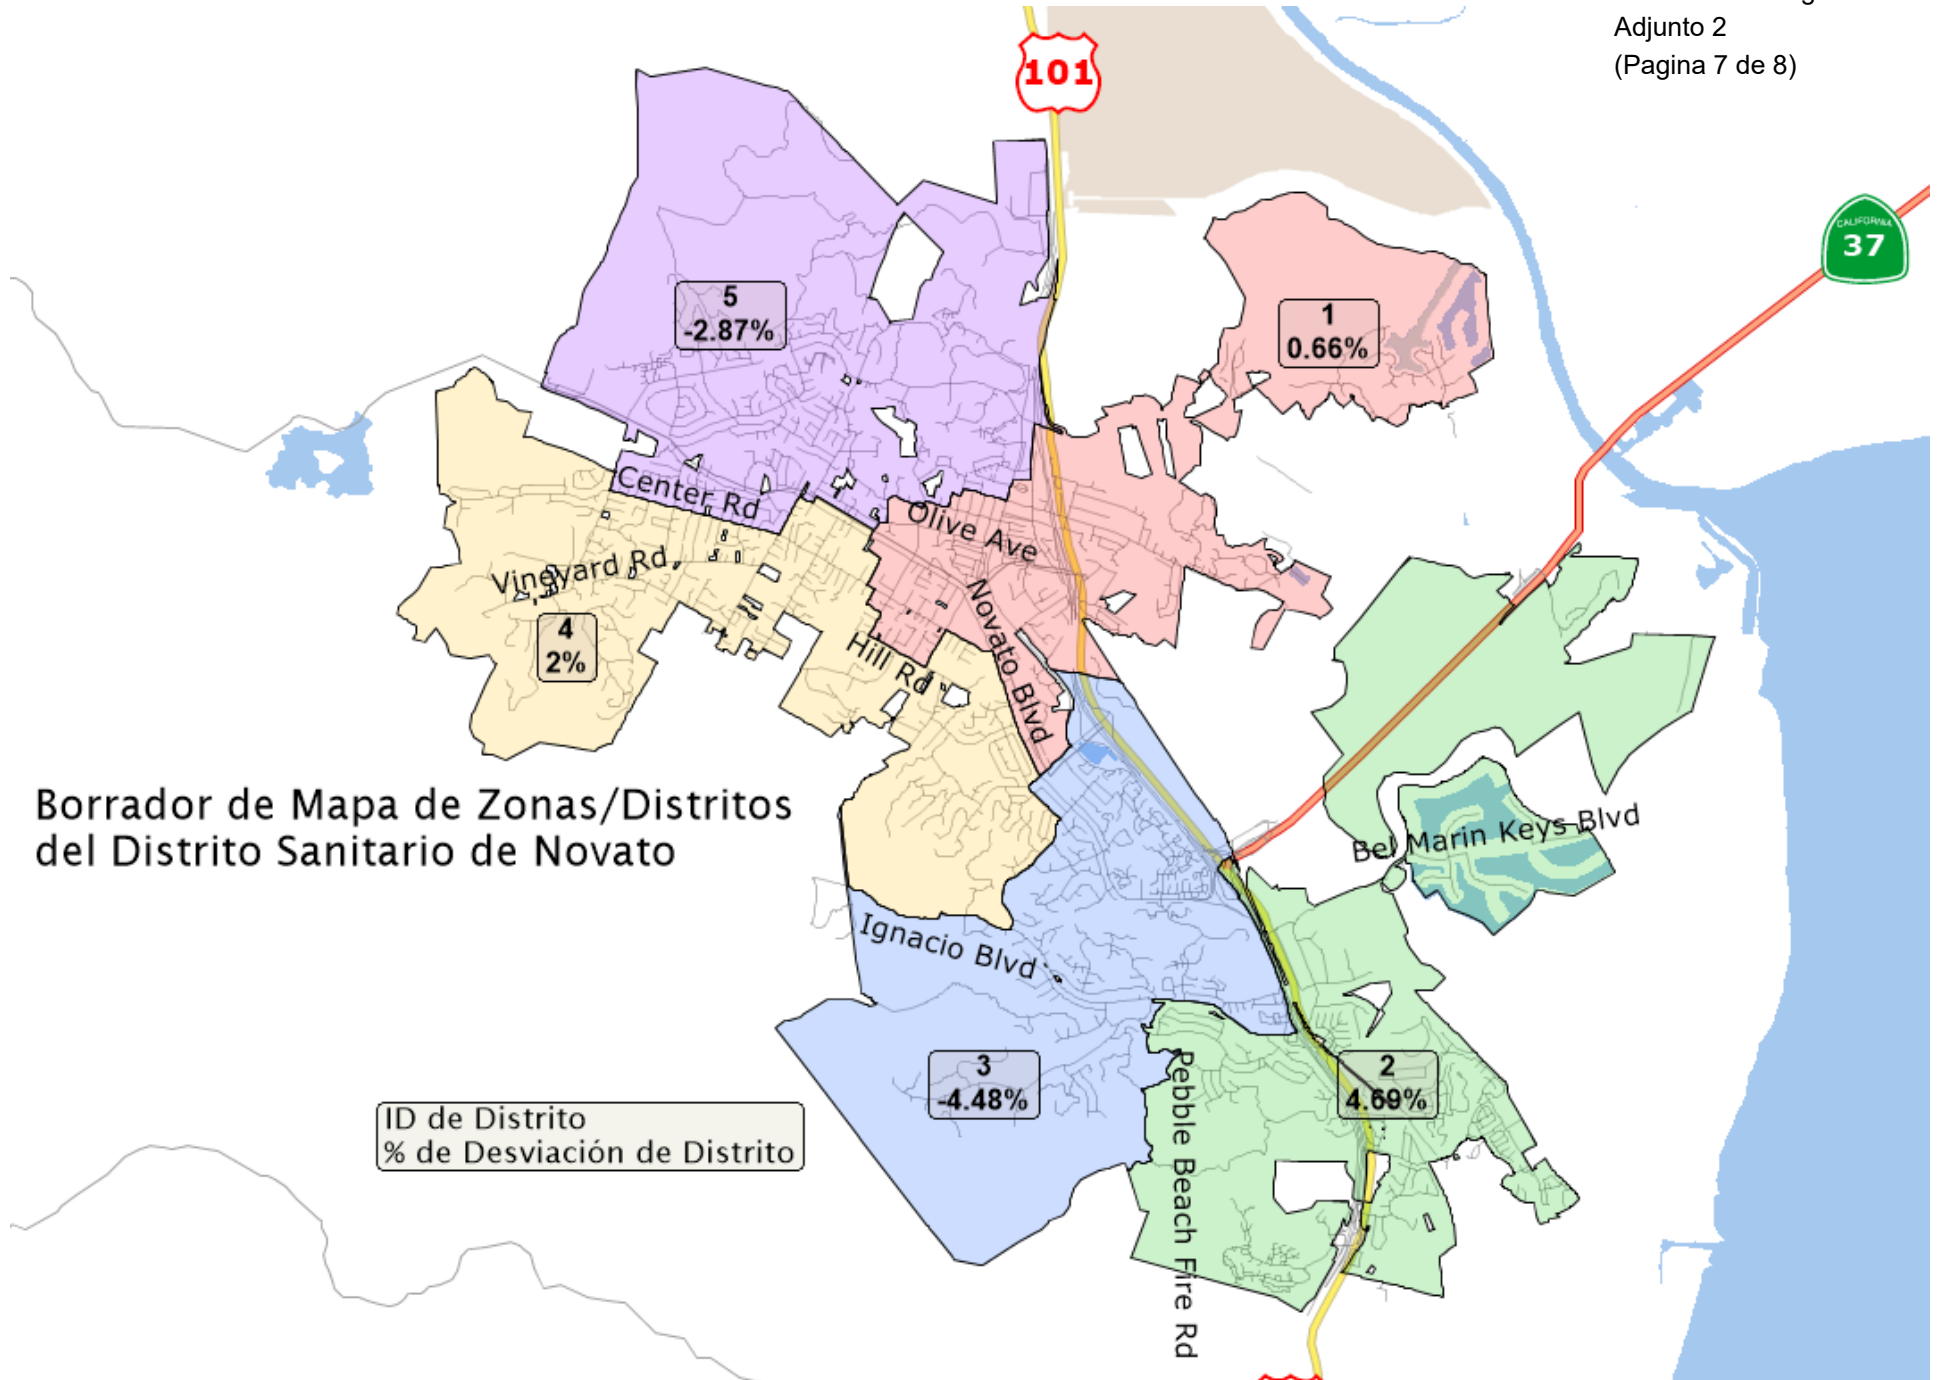 Adjunto 2
(Pagina 7 de 8)
101
CALIFORNIA
37
5
-2.87%
1
0.66%
Center Rd
Olive Ave
Vineyard Rd
4
2%
Novato Blvd
Hill Rd
Borrador de Mapa de Zonas/Distritos
del Distrito Sanitario de Novato
Bel Marin Keys Blvd
Ignacio Blvd
3
-4.48%
2
4.69%
Pebble Beach Fire Rd
ID de Distrito
% de Desviación de Distrito